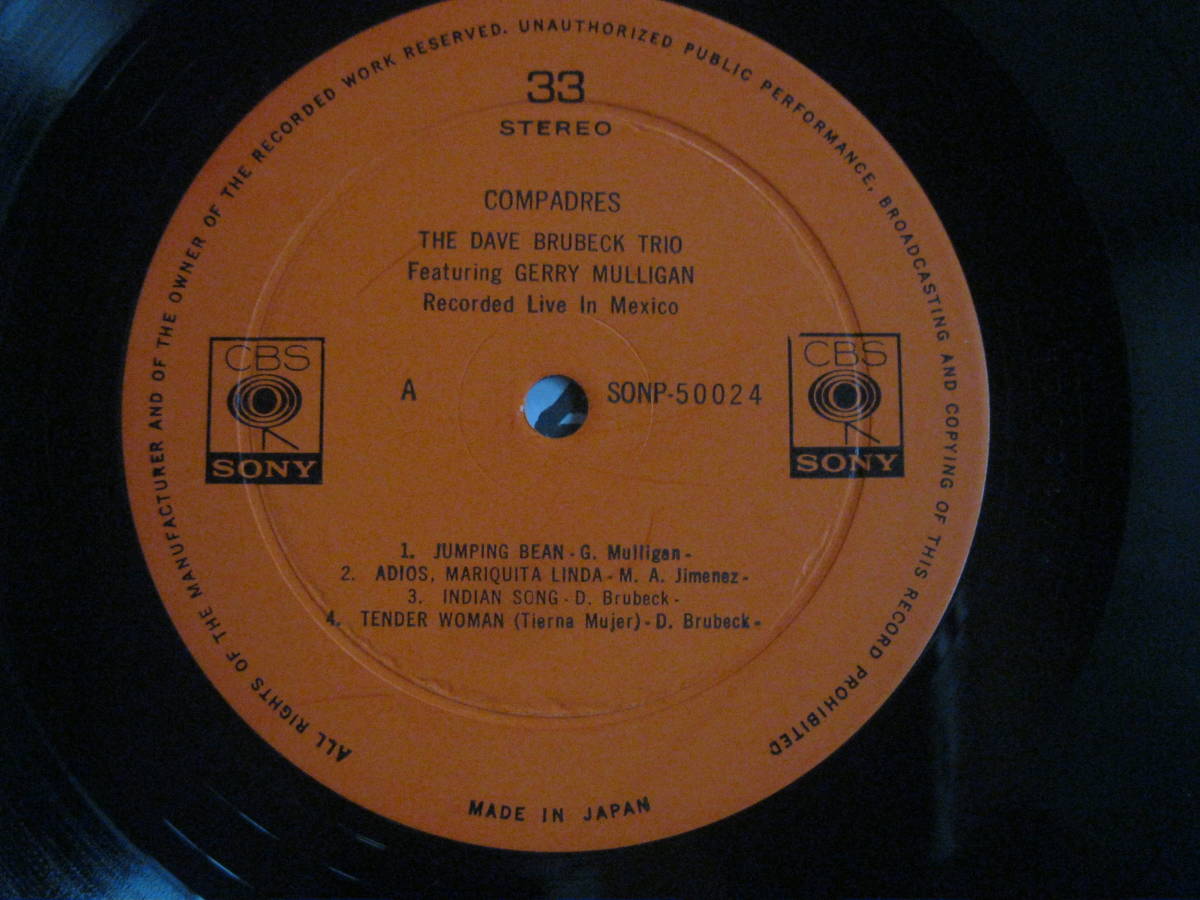 ALL RIGHTS OF THE MANUFACTURER AND OF THE OWNER OF THE RECORDED WORK RESERVED. UNAUTHORIZED PUBLIC PERFORMANCE, BROADCASTING AND COPYING OF THIS RECORD PROHIBITED
33
STEREO
COMPADRES
THE DAVE BRUBECK TRIO
Featuring GERRY MULLIGAN
Recorded Live In Mexico
CBS
SONY
A
SONP-50024
CBS
SONY
1. JUMPING BEAN - G. Mulligan -
2. ADIOS, MARIQUITA LINDA - M. A. Jimenez -
3. INDIAN SONG - D. Brubeck -
4. TENDER WOMAN (Tierna Mujer) - D. Brubeck -
MADE IN JAPAN